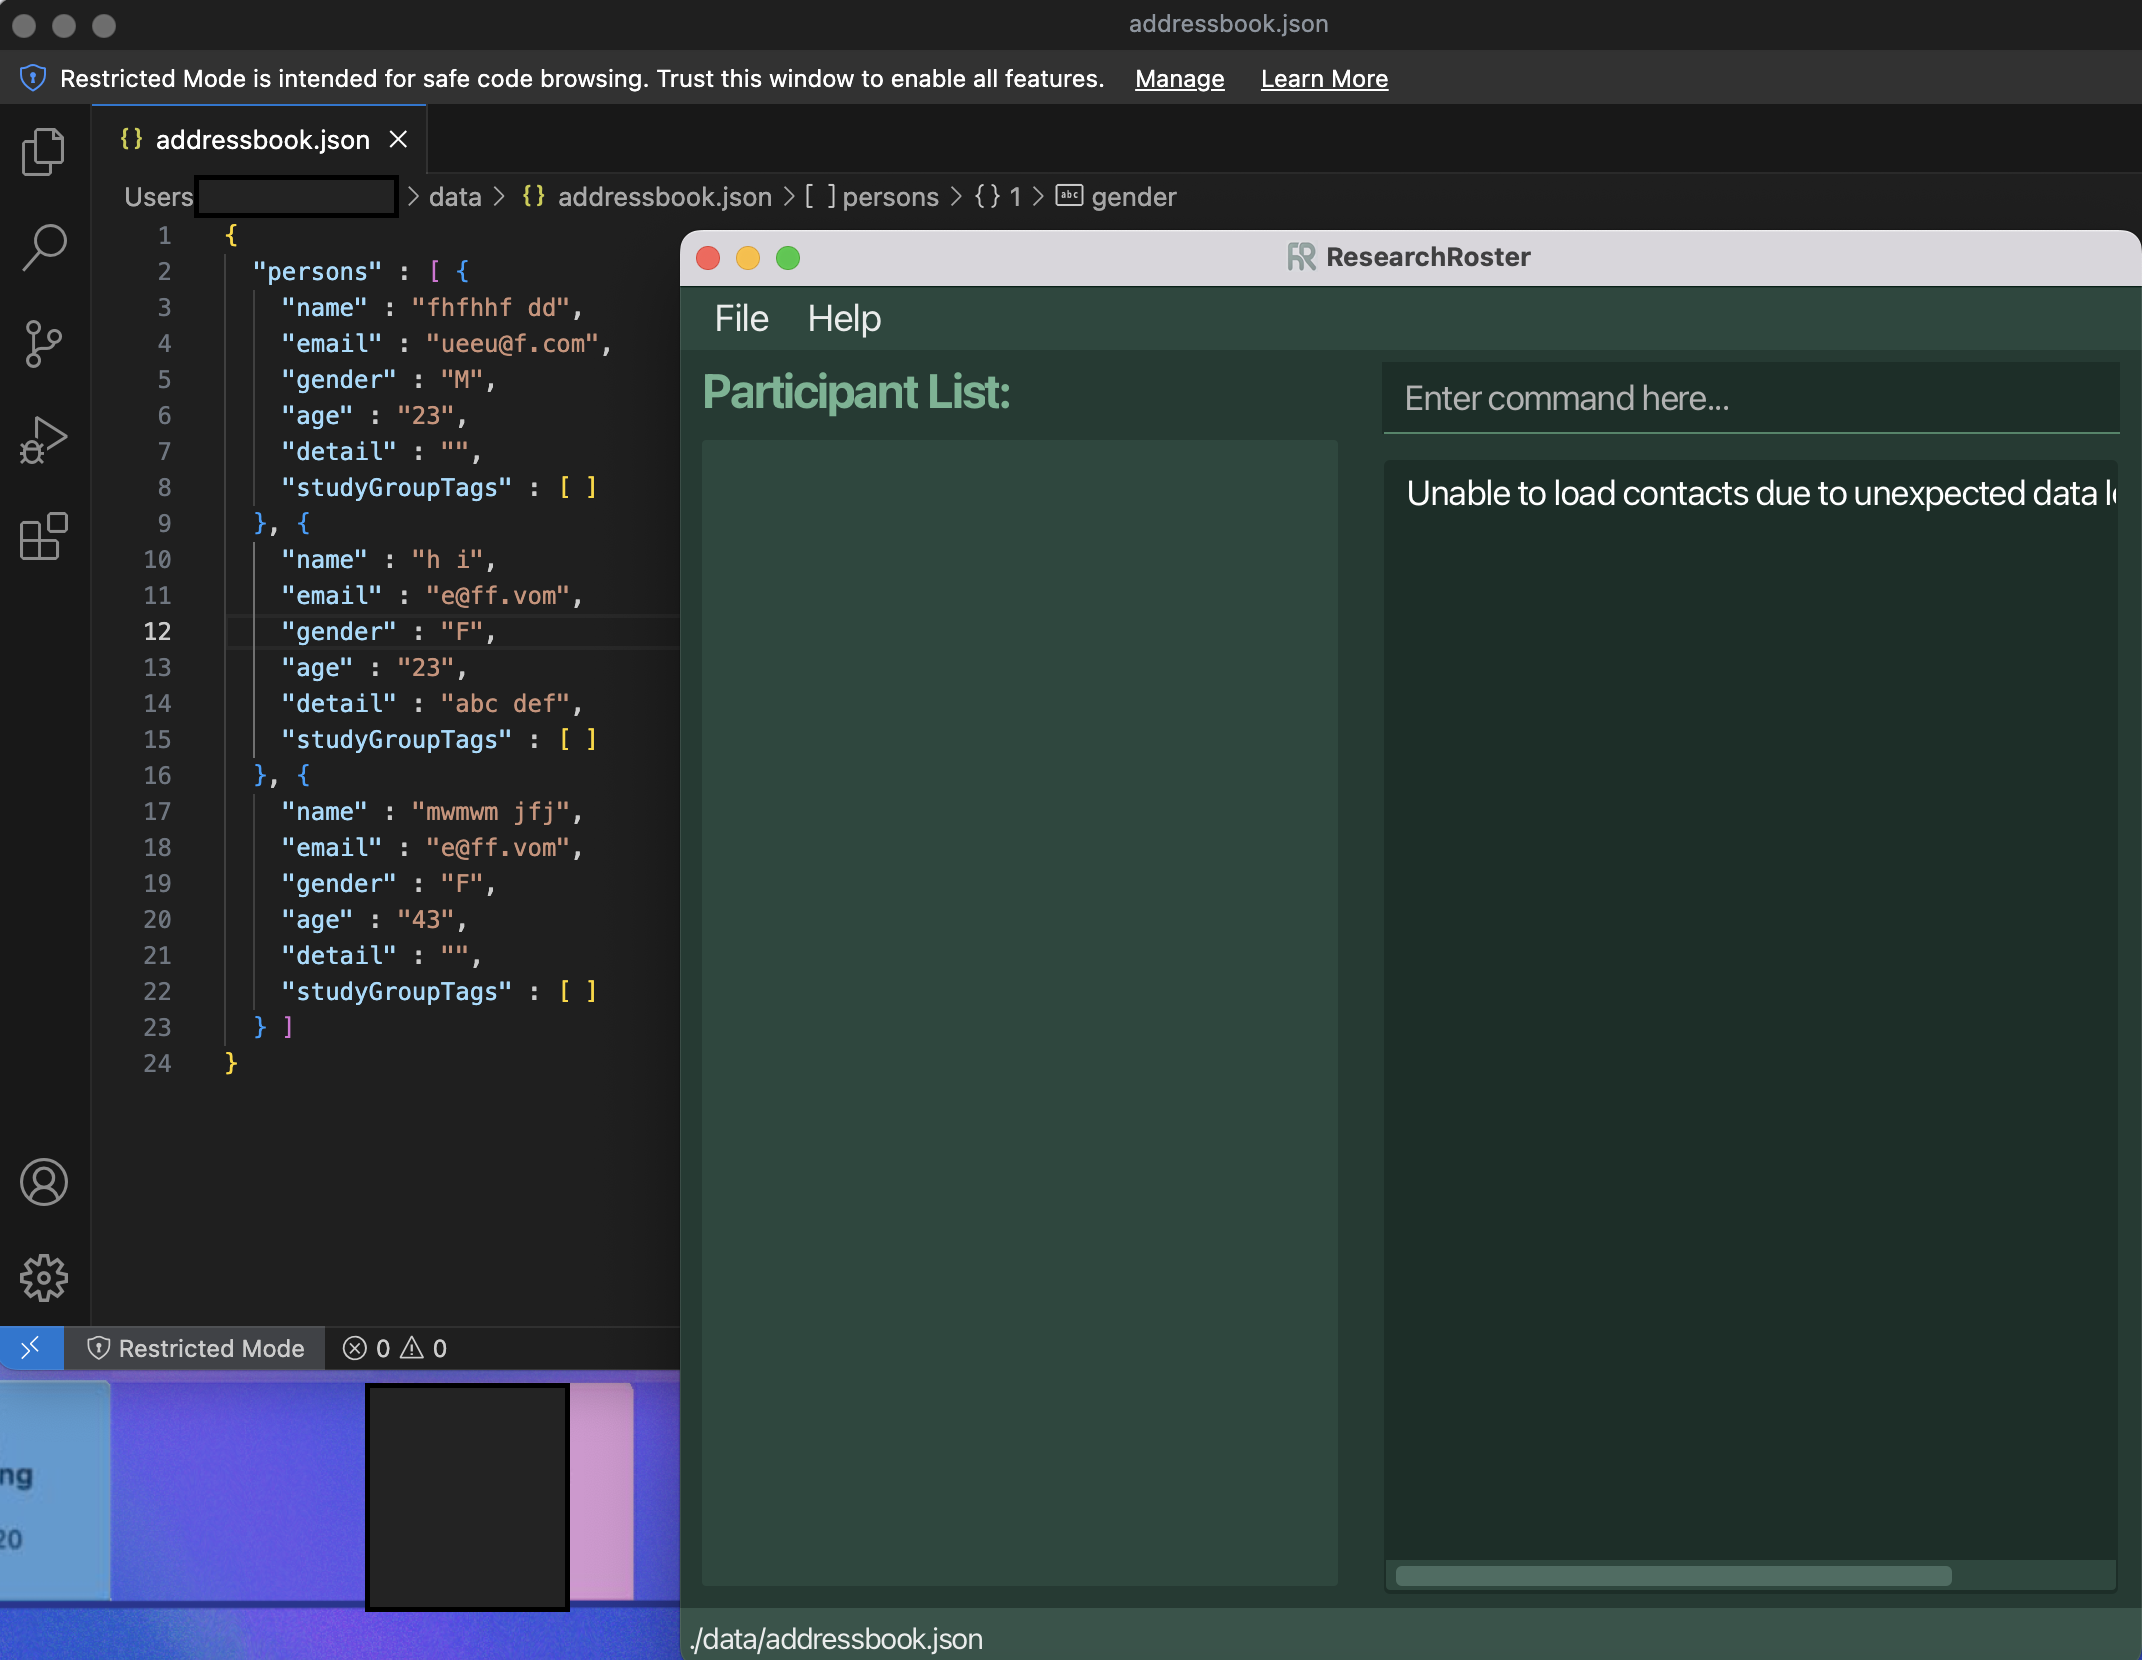 addressbook.json
Restricted Mode is intended for safe code browsing. Trust this window to enable all features. Manage Learn More
{} addressbook.json
Users > data > {} addressbook.json > [ ] persons > {} 1 > abc gender
1 {
2 "persons" : [ {
3 "name" : "fhfhhf dd",
4 "email" : "ueeu@f.com",
5 "gender" : "M",
6 "age" : "23",
7 "detail" : "",
8 "studyGroupTags" : [ ]
9 }, {
10 "name" : "h i",
11 "email" : "e@ff.vom",
12 "gender" : "F",
13 "age" : "23",
14 "detail" : "abc def",
15 "studyGroupTags" : [ ]
16 }, {
17 "name" : "mwmwm jfj",
18 "email" : "e@ff.vom",
19 "gender" : "F",
20 "age" : "43",
21 "detail" : "",
22 "studyGroupTags" : [ ]
23 } ]
24 }
Restricted Mode 0 0
ng
20
RR ResearchRoster
File Help
Participant List:
Enter command here...
Unable to load contacts due to unexpected data
./data/addressbook.json